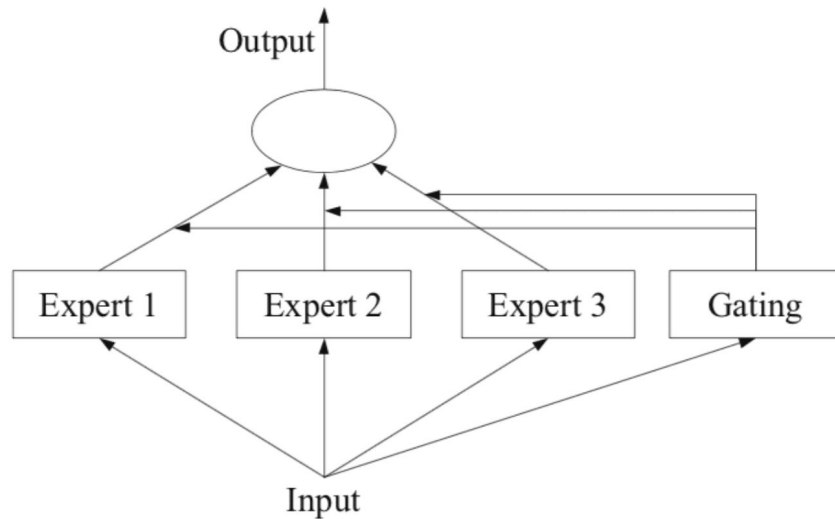 Output
Expert 1
Expert 2
Expert 3
Gating
Input